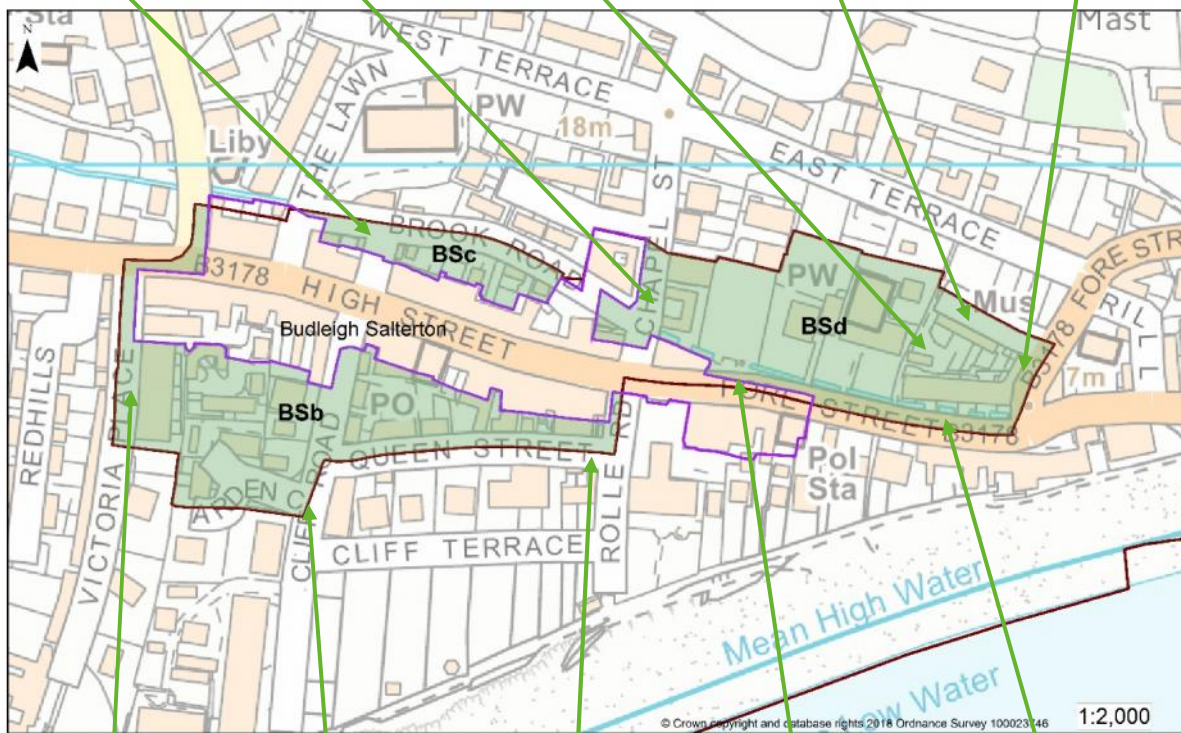 N
Sta
Mast
WEST TERRACE
THE LAWN
PW
18m
Liby
CHAPEL ST
EAST TERRACE
BROOK ROAD
BSc
B3178 HIGH STREET
Budleigh Salterton
PW
BSd
Mus
B3178 FORE STR
RILL
7m
REDHILLS
VICTORIA PLACE
BSb
PO
FORE STREET B3178
QUEEN STREET
ROLLE RD
Pol
Sta
ARDEN C
CLIFF ROAD
CLIFF TERRACE
Mean High Water
Low Water
© Crown copyright and database rights 2018 Ordnance Survey 100023746
1:2,000